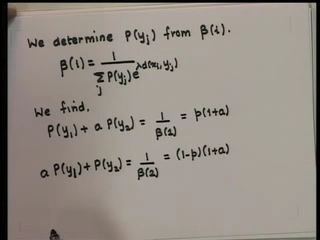 We determine P(yj) from β(i).
β(i) = 1 / Σj P(yj) e^λd(xi, yj)
We find.
P(y1) + a P(y2) = 1/β(2) = p(1+a)
a P(y1) + P(y2) = 1/β(2) = (1-p)(1+a)